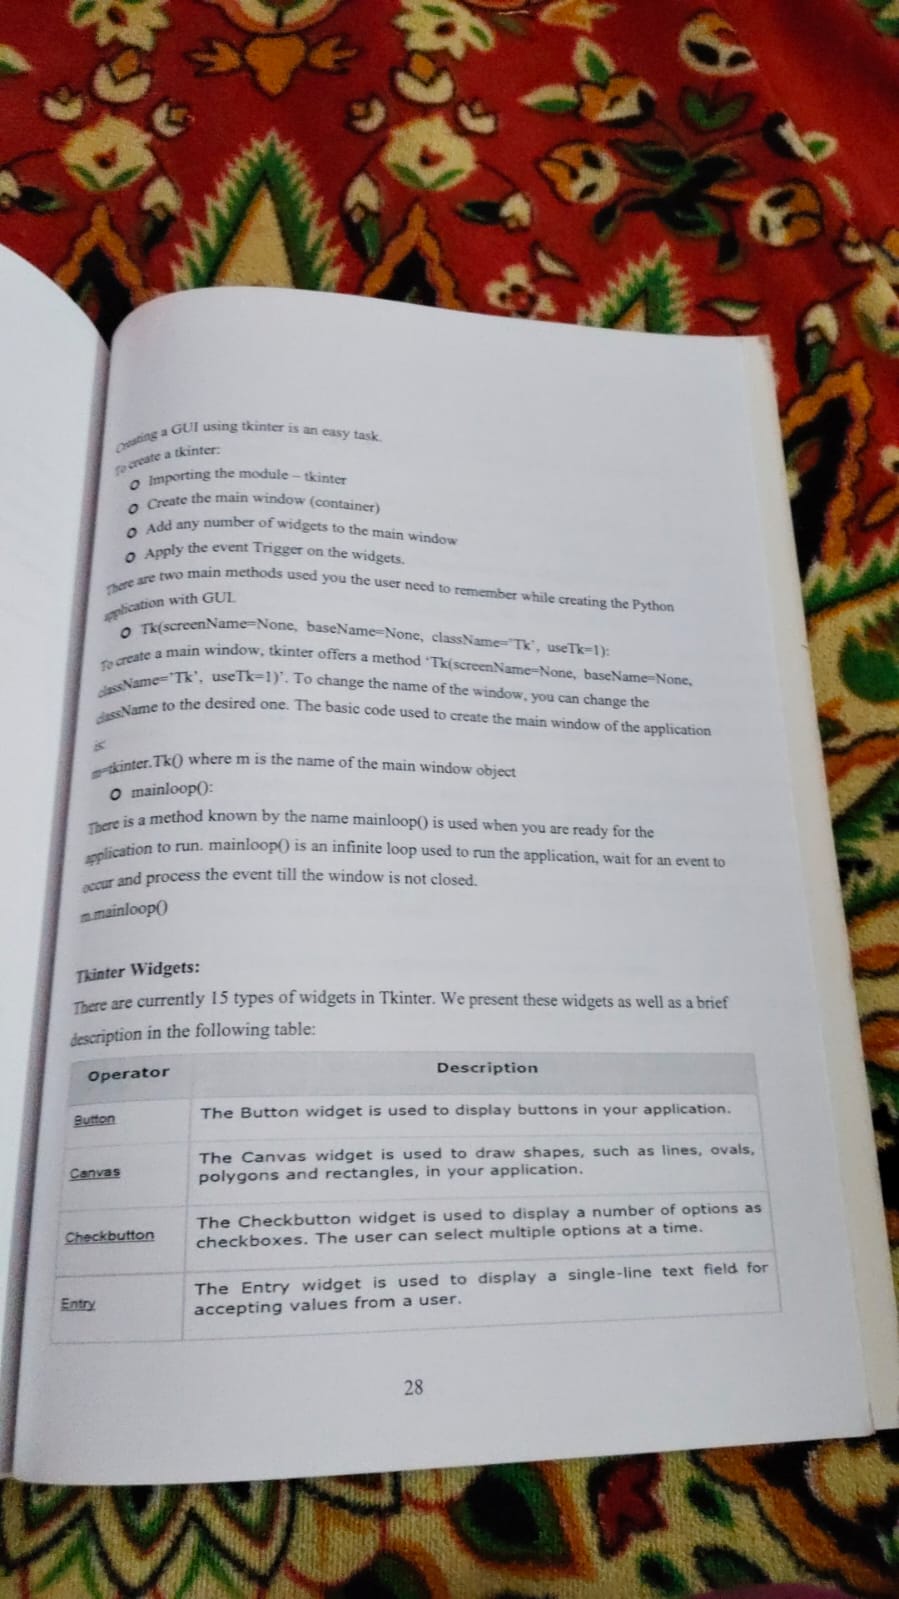 Creating a GUI using tkinter is an easy task.
To create a tkinter:
Importing the module – tkinter
Create the main window (container)
Add any number of widgets to the main window
Apply the event Trigger on the widgets.
There are two main methods used you the user need to remember while creating the Python
application with GUI.
Tk(screenName=None, baseName=None, className='Tk', useTk=1):
To create a main window, tkinter offers a method 'Tk(screenName=None, baseName=None,
className='Tk', useTk=1)'. To change the name of the window, you can change the
className to the desired one. The basic code used to create the main window of the application
is:
m=tkinter.Tk() where m is the name of the main window object
mainloop():
There is a method known by the name mainloop() is used when you are ready for the
application to run. mainloop() is an infinite loop used to run the application, wait for an event to
occur and process the event till the window is not closed.
m.mainloop()
Tkinter Widgets:
There are currently 15 types of widgets in Tkinter. We present these widgets as well as a brief
description in the following table:
Operator Description
Button The Button widget is used to display buttons in your application.
Canvas The Canvas widget is used to draw shapes, such as lines, ovals,
polygons and rectangles, in your application.
Checkbutton The Checkbutton widget is used to display a number of options as
checkboxes. The user can select multiple options at a time.
Entry The Entry widget is used to display a single-line text field for
accepting values from a user.
28